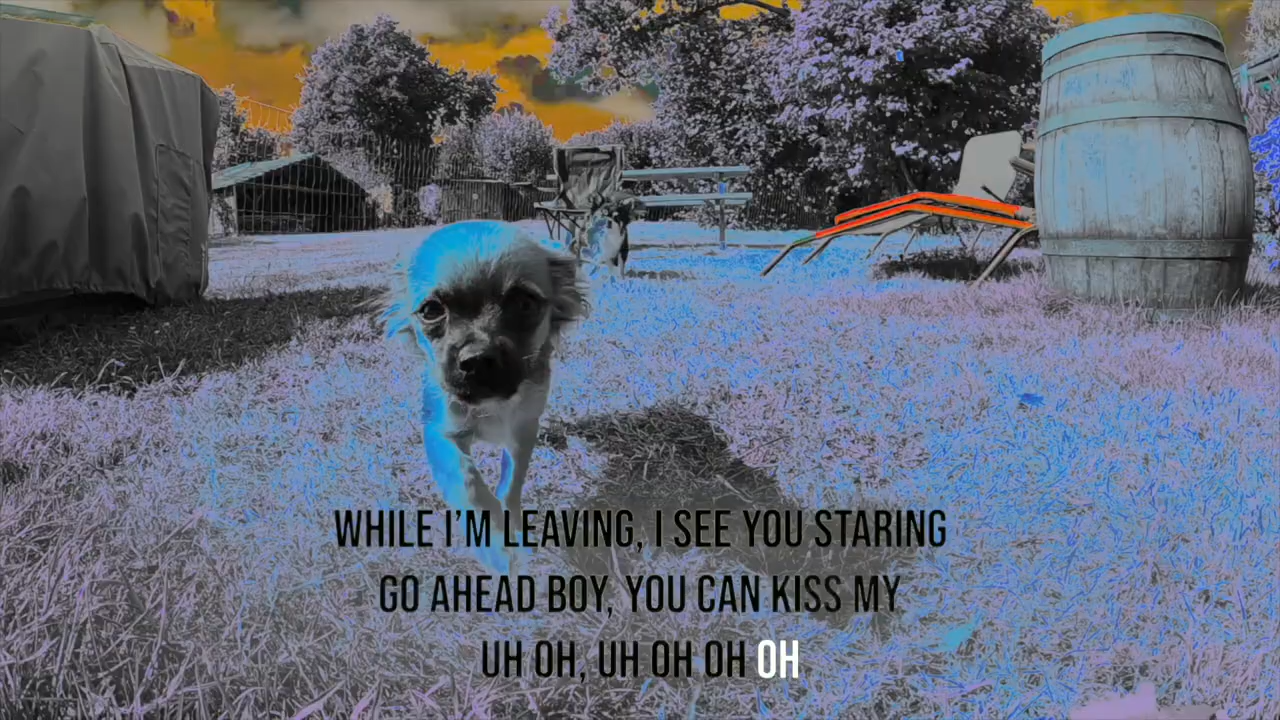 WHILE I'M LEAVING, I SEE YOU STARING
GO AHEAD BOY, YOU CAN KISS MY
UH OH, UH OH OH OH